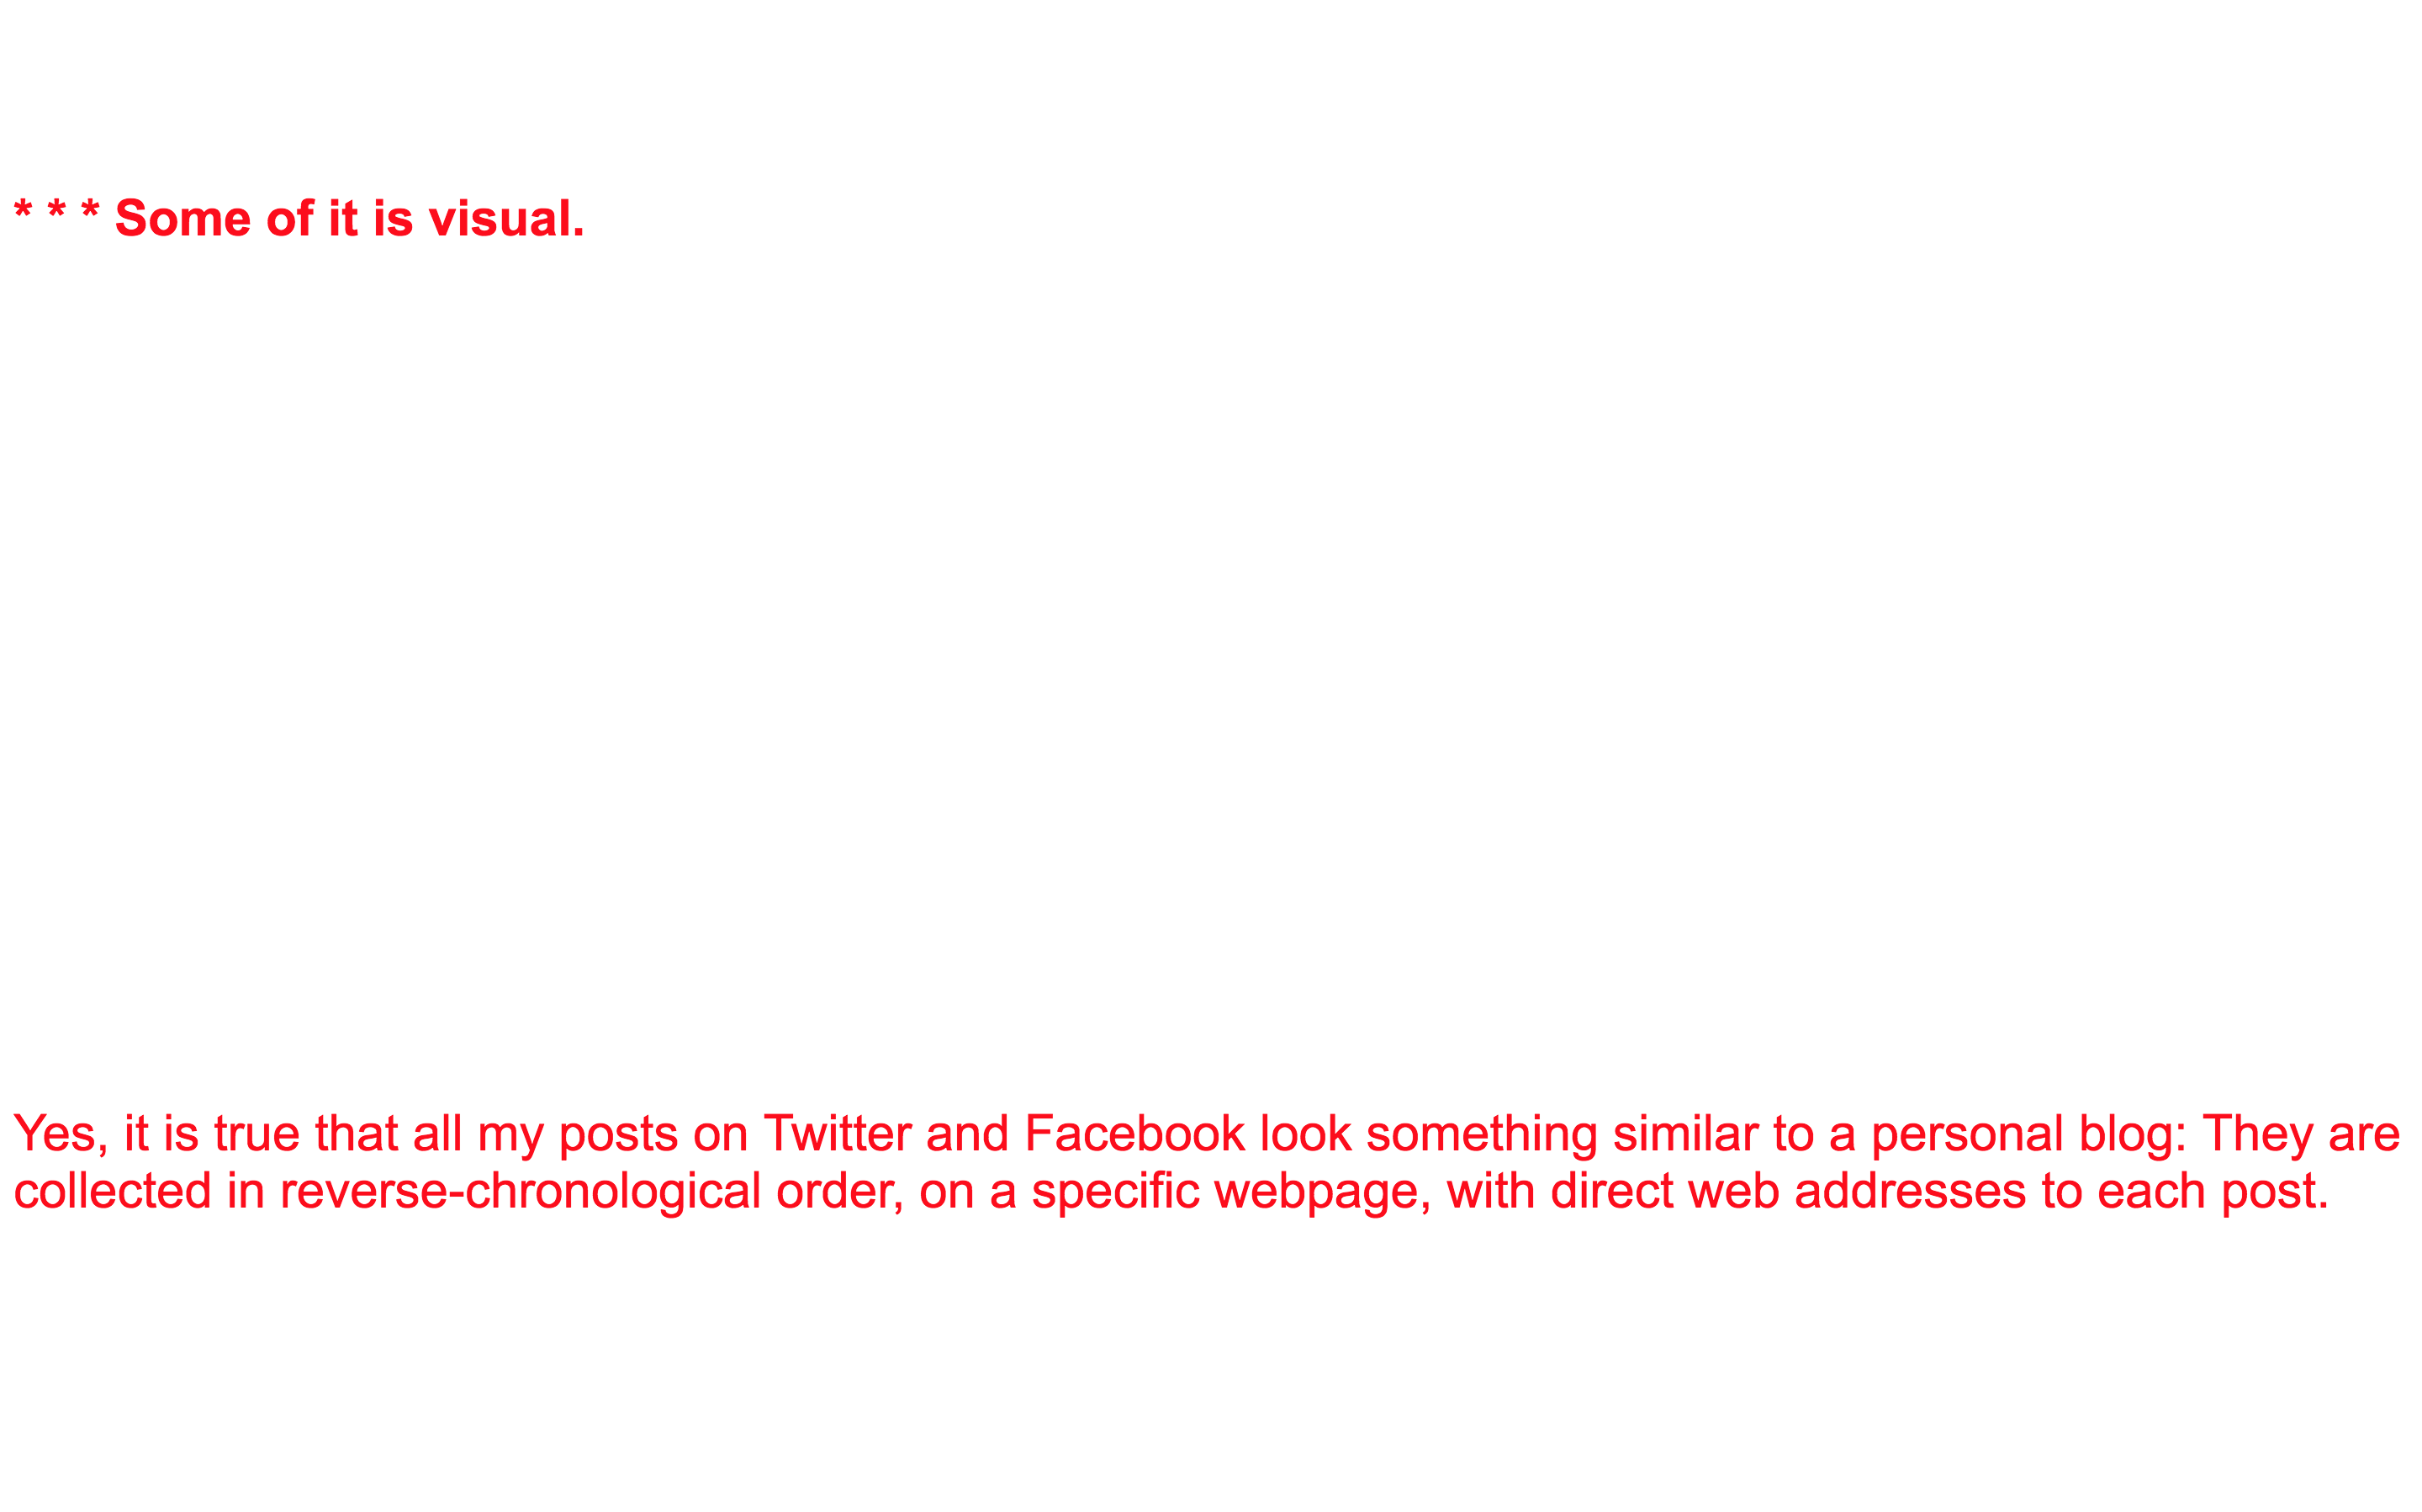 * * * Some of it is visual.
Yes, it is true that all my posts on Twitter and Facebook look something similar to a personal blog: They are
collected in reverse-chronological order, on a specific webpage, with direct web addresses to each post.